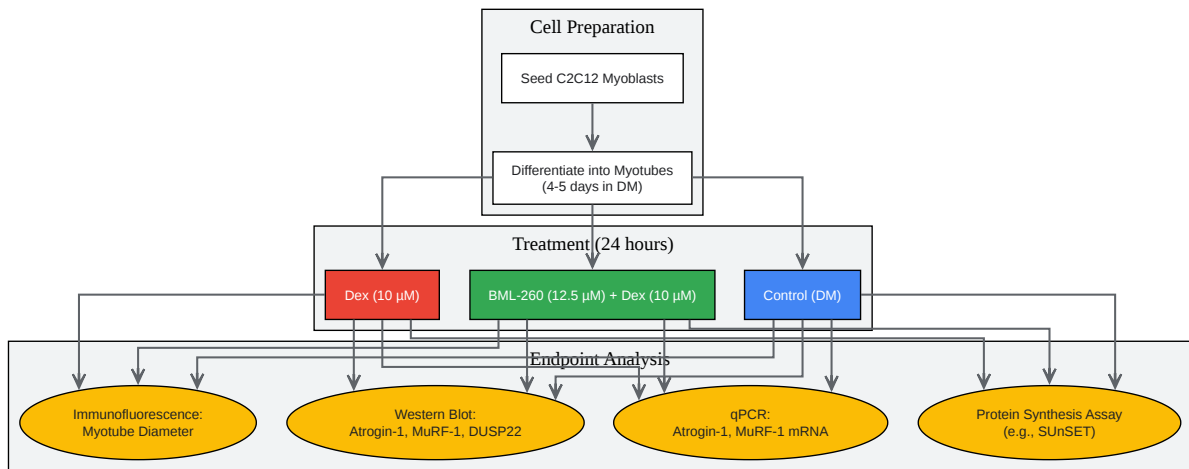 Cell Preparation
Seed C2C12 Myoblasts
Differentiate into Myotubes
(4-5 days in DM)
Treatment (24 hours)
Dex (10 µM)
BML-260 (12.5 µM) + Dex (10 µM)
Control (DM)
Endpoint Analysis
Immunofluorescence:
Myotube Diameter
Western Blot:
Atrogin-1, MuRF-1, DUSP22
qPCR:
Atrogin-1, MuRF-1 mRNA
Protein Synthesis Assay
(e.g., SUnSET)